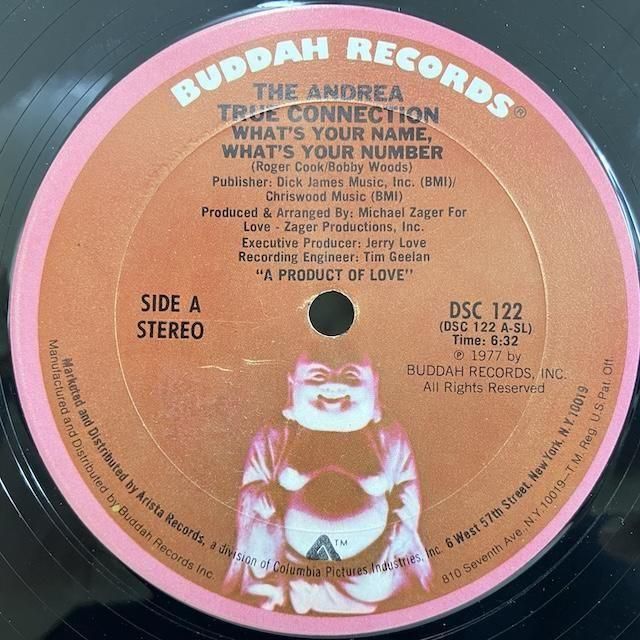 BUDDAH RECORDS®
THE ANDREA
TRUE CONNECTION
WHAT'S YOUR NAME,
WHAT'S YOUR NUMBER
(Roger Cook/Bobby Woods)
Publisher: Dick James Music, Inc. (BMI)/
Chriswood Music (BMI)
Produced & Arranged By: Michael Zager For
Love - Zager Productions, Inc.
Executive Producer: Jerry Love
Recording Engineer: Tim Geelan
"A PRODUCT OF LOVE"
SIDE A
STEREO
DSC 122
(DSC 122 A-SL)
Time: 6:32
℗ 1977 by
BUDDAH RECORDS, INC.
All Rights Reserved
TM
Marketed and Distributed by Arista Records, a division of Columbia Pictures Industries, Inc. 6 West 57th Street, New York, N.Y. 10019
Manufactured and Distributed by Buddah Records Inc. 810 Seventh Ave. N.Y. 10019—T.M. Reg. U.S. Pat. Off.